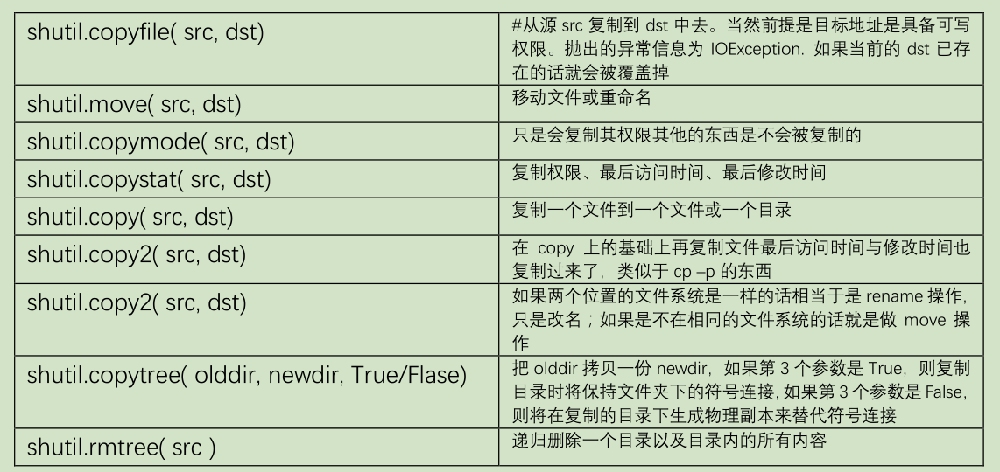 shutil.copyfile( src, dst)
#从源 src 复制到 dst 中去。当然前提是目标地址是具备可写
权限。抛出的异常信息为 IOException. 如果当前的 dst 已存
在的话就会被覆盖掉
shutil.move( src, dst)
移动文件或重命名
shutil.copymode( src, dst)
只是会复制其权限其他的东西是不会被复制的
shutil.copystat( src, dst)
复制权限、最后访问时间、最后修改时间
shutil.copy( src, dst)
复制一个文件到一个文件或一个目录
shutil.copy2( src, dst)
在 copy 上的基础上再复制文件最后访问时间与修改时间也
复制过来了，类似于 cp –p 的东西
shutil.copy2( src, dst)
如果两个位置的文件系统是一样的话相当于是 rename 操作,
只是改名；如果是不在相同的文件系统的话就是做 move 操
作
shutil.copytree( olddir, newdir, True/Flase)
把 olddir 拷贝一份 newdir，如果第 3 个参数是 True，则复制
目录时将保持文件夹下的符号连接, 如果第 3 个参数是 False,
则将在复制的目录下生成物理副本来替代符号连接
shutil.rmtree( src )
递归删除一个目录以及目录内的所有内容